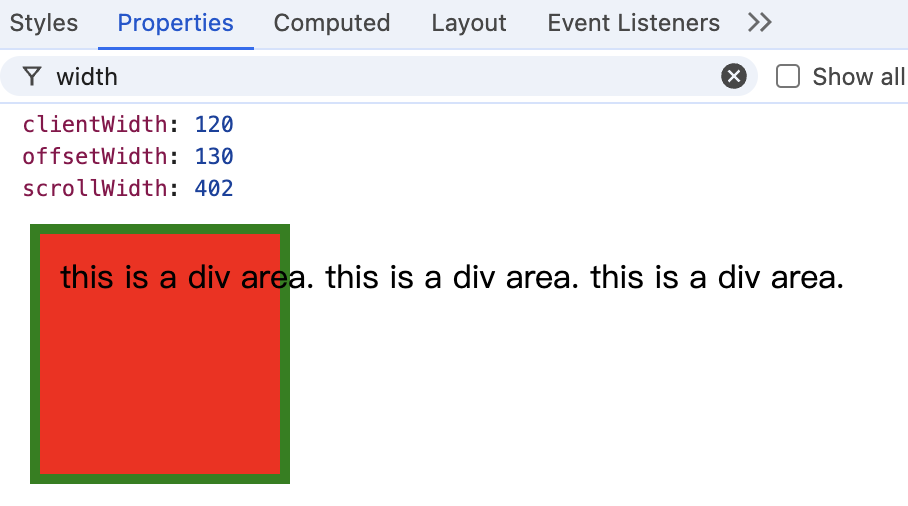 Styles Properties Computed Layout Event Listeners
width Show all
clientWidth: 120
offsetWidth: 130
scrollWidth: 402
this is a div area. this is a div area. this is a div area.